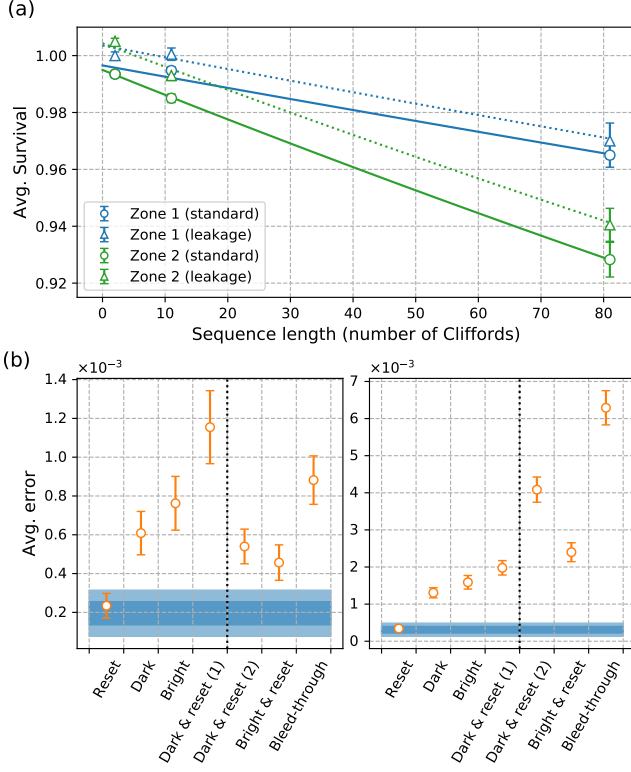 (a)
Avg. Survival
1.00
0.98
0.96
0.94
0.92
Zone 1 (standard)
Zone 1 (leakage)
Zone 2 (standard)
Zone 2 (leakage)
0 10 20 30 40 50 60 70 80
Sequence length (number of Cliffords)
(b)
×10⁻³
Avg. error
1.4
1.2
1.0
0.8
0.6
0.4
0.2
Reset
Dark
Bright
Dark & reset (1)
Dark & reset (2)
Bright & reset
Bleed-through
×10⁻³
7
6
5
4
3
2
1
0
Reset
Dark
Bright
Dark & reset (1)
Dark & reset (2)
Bright & reset
Bleed-through